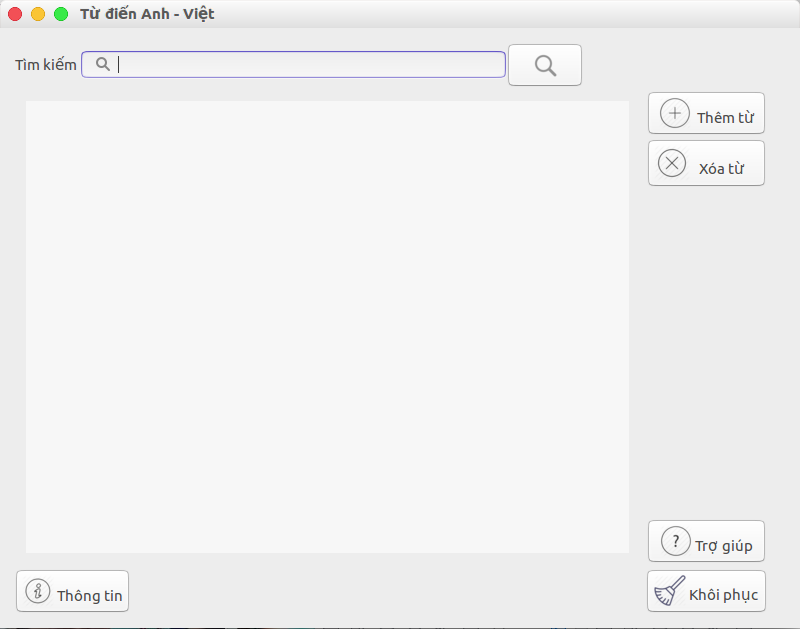 Từ điển Anh - Việt
Tìm kiếm
Thêm từ
Xóa từ
Trợ giúp
Thông tin
Khôi phục